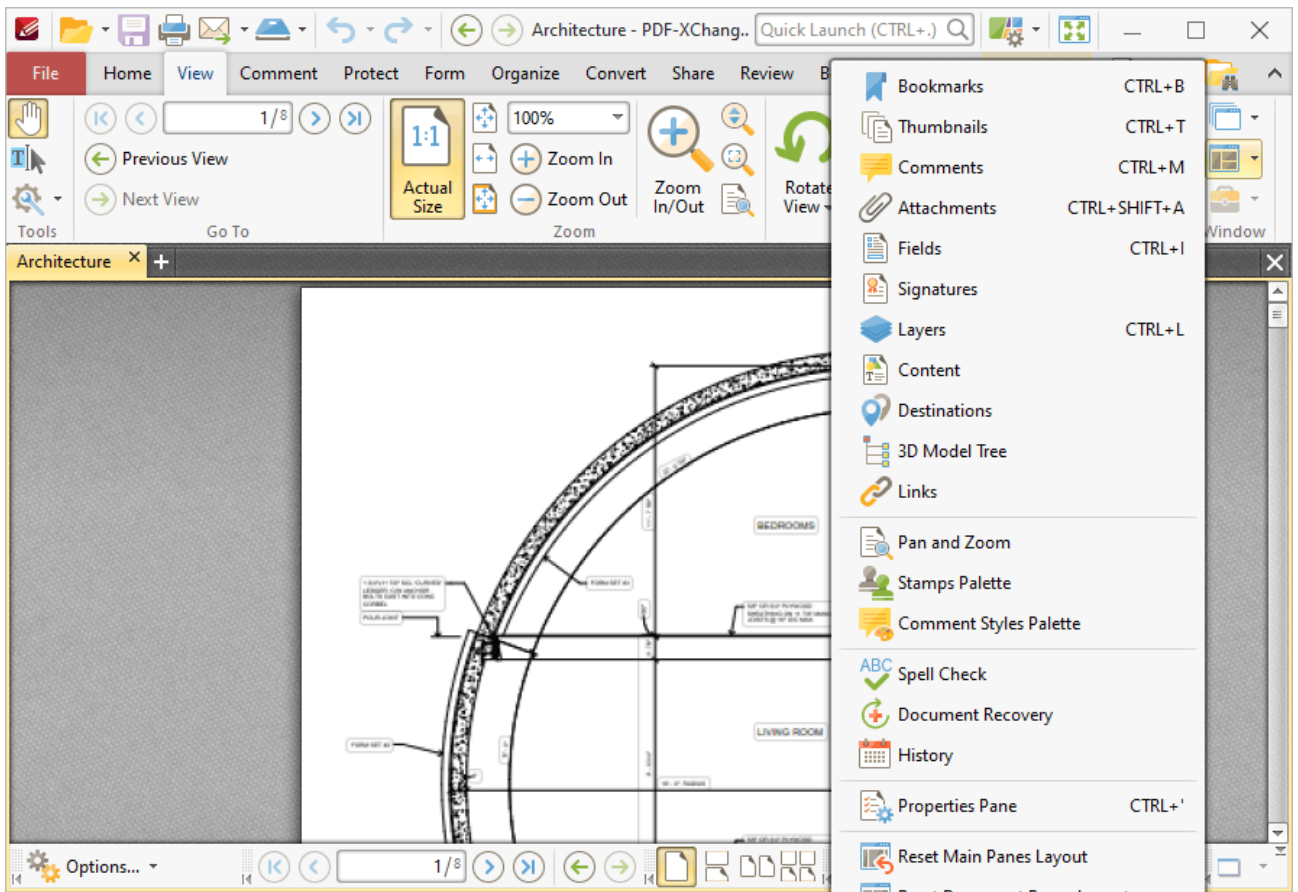 Architecture - PDF-XChang..
Quick Launch (CTRL+.)
File
Home
View
Comment
Protect
Form
Organize
Convert
Share
Review
B
1/8
Previous View
Next View
Tools
Go To
1:1
Actual
Size
100%
Zoom In
Zoom Out
Zoom
In/Out
Zoom
Rotate
View
Window
Architecture
Bookmarks CTRL+B
Thumbnails CTRL+T
Comments CTRL+M
Attachments CTRL+SHIFT+A
Fields CTRL+I
Signatures
Layers CTRL+L
Content
Destinations
3D Model Tree
Links
Pan and Zoom
Stamps Palette
Comment Styles Palette
ABC
Spell Check
Document Recovery
History
Properties Pane CTRL+'
Reset Main Panes Layout
BEDROOMS
LIVING ROOM
Options...
1/8